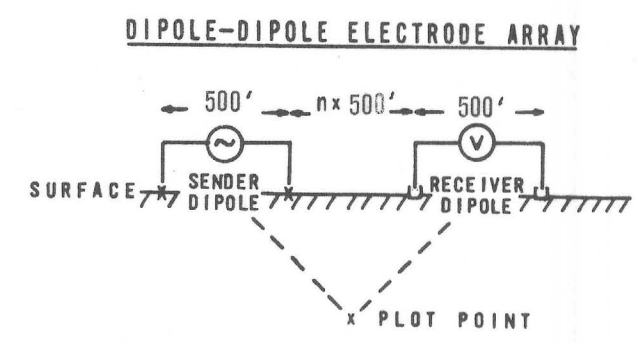 DIPOLE-DIPOLE ELECTRODE ARRAY
500' n x 500' 500'
~ V
SURFACE SENDER DIPOLE RECEIVER DIPOLE
x PLOT POINT